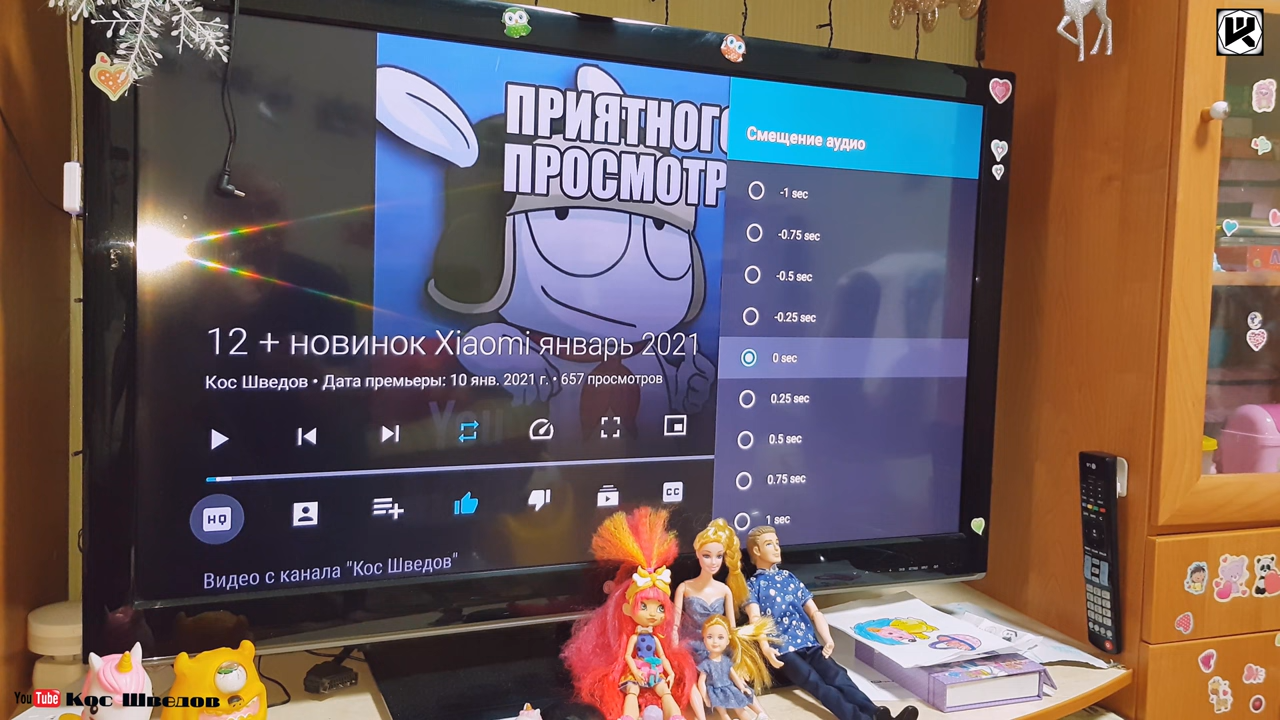 ПРИЯТНОГО
ПРОСМОТР
Смещение аудио
-1 sec
-0.75 sec
-0.5 sec
-0.25 sec
0 sec
0.25 sec
0.5 sec
0.75 sec
1 sec
12 + новинок Xiaomi январь 2021
Кос Шведов • Дата премьеры: 10 янв. 2021 г. • 657 просмотров
You
HQ
CC
Видео с канала "Кос Шведов"
YouTube Кос Шведов